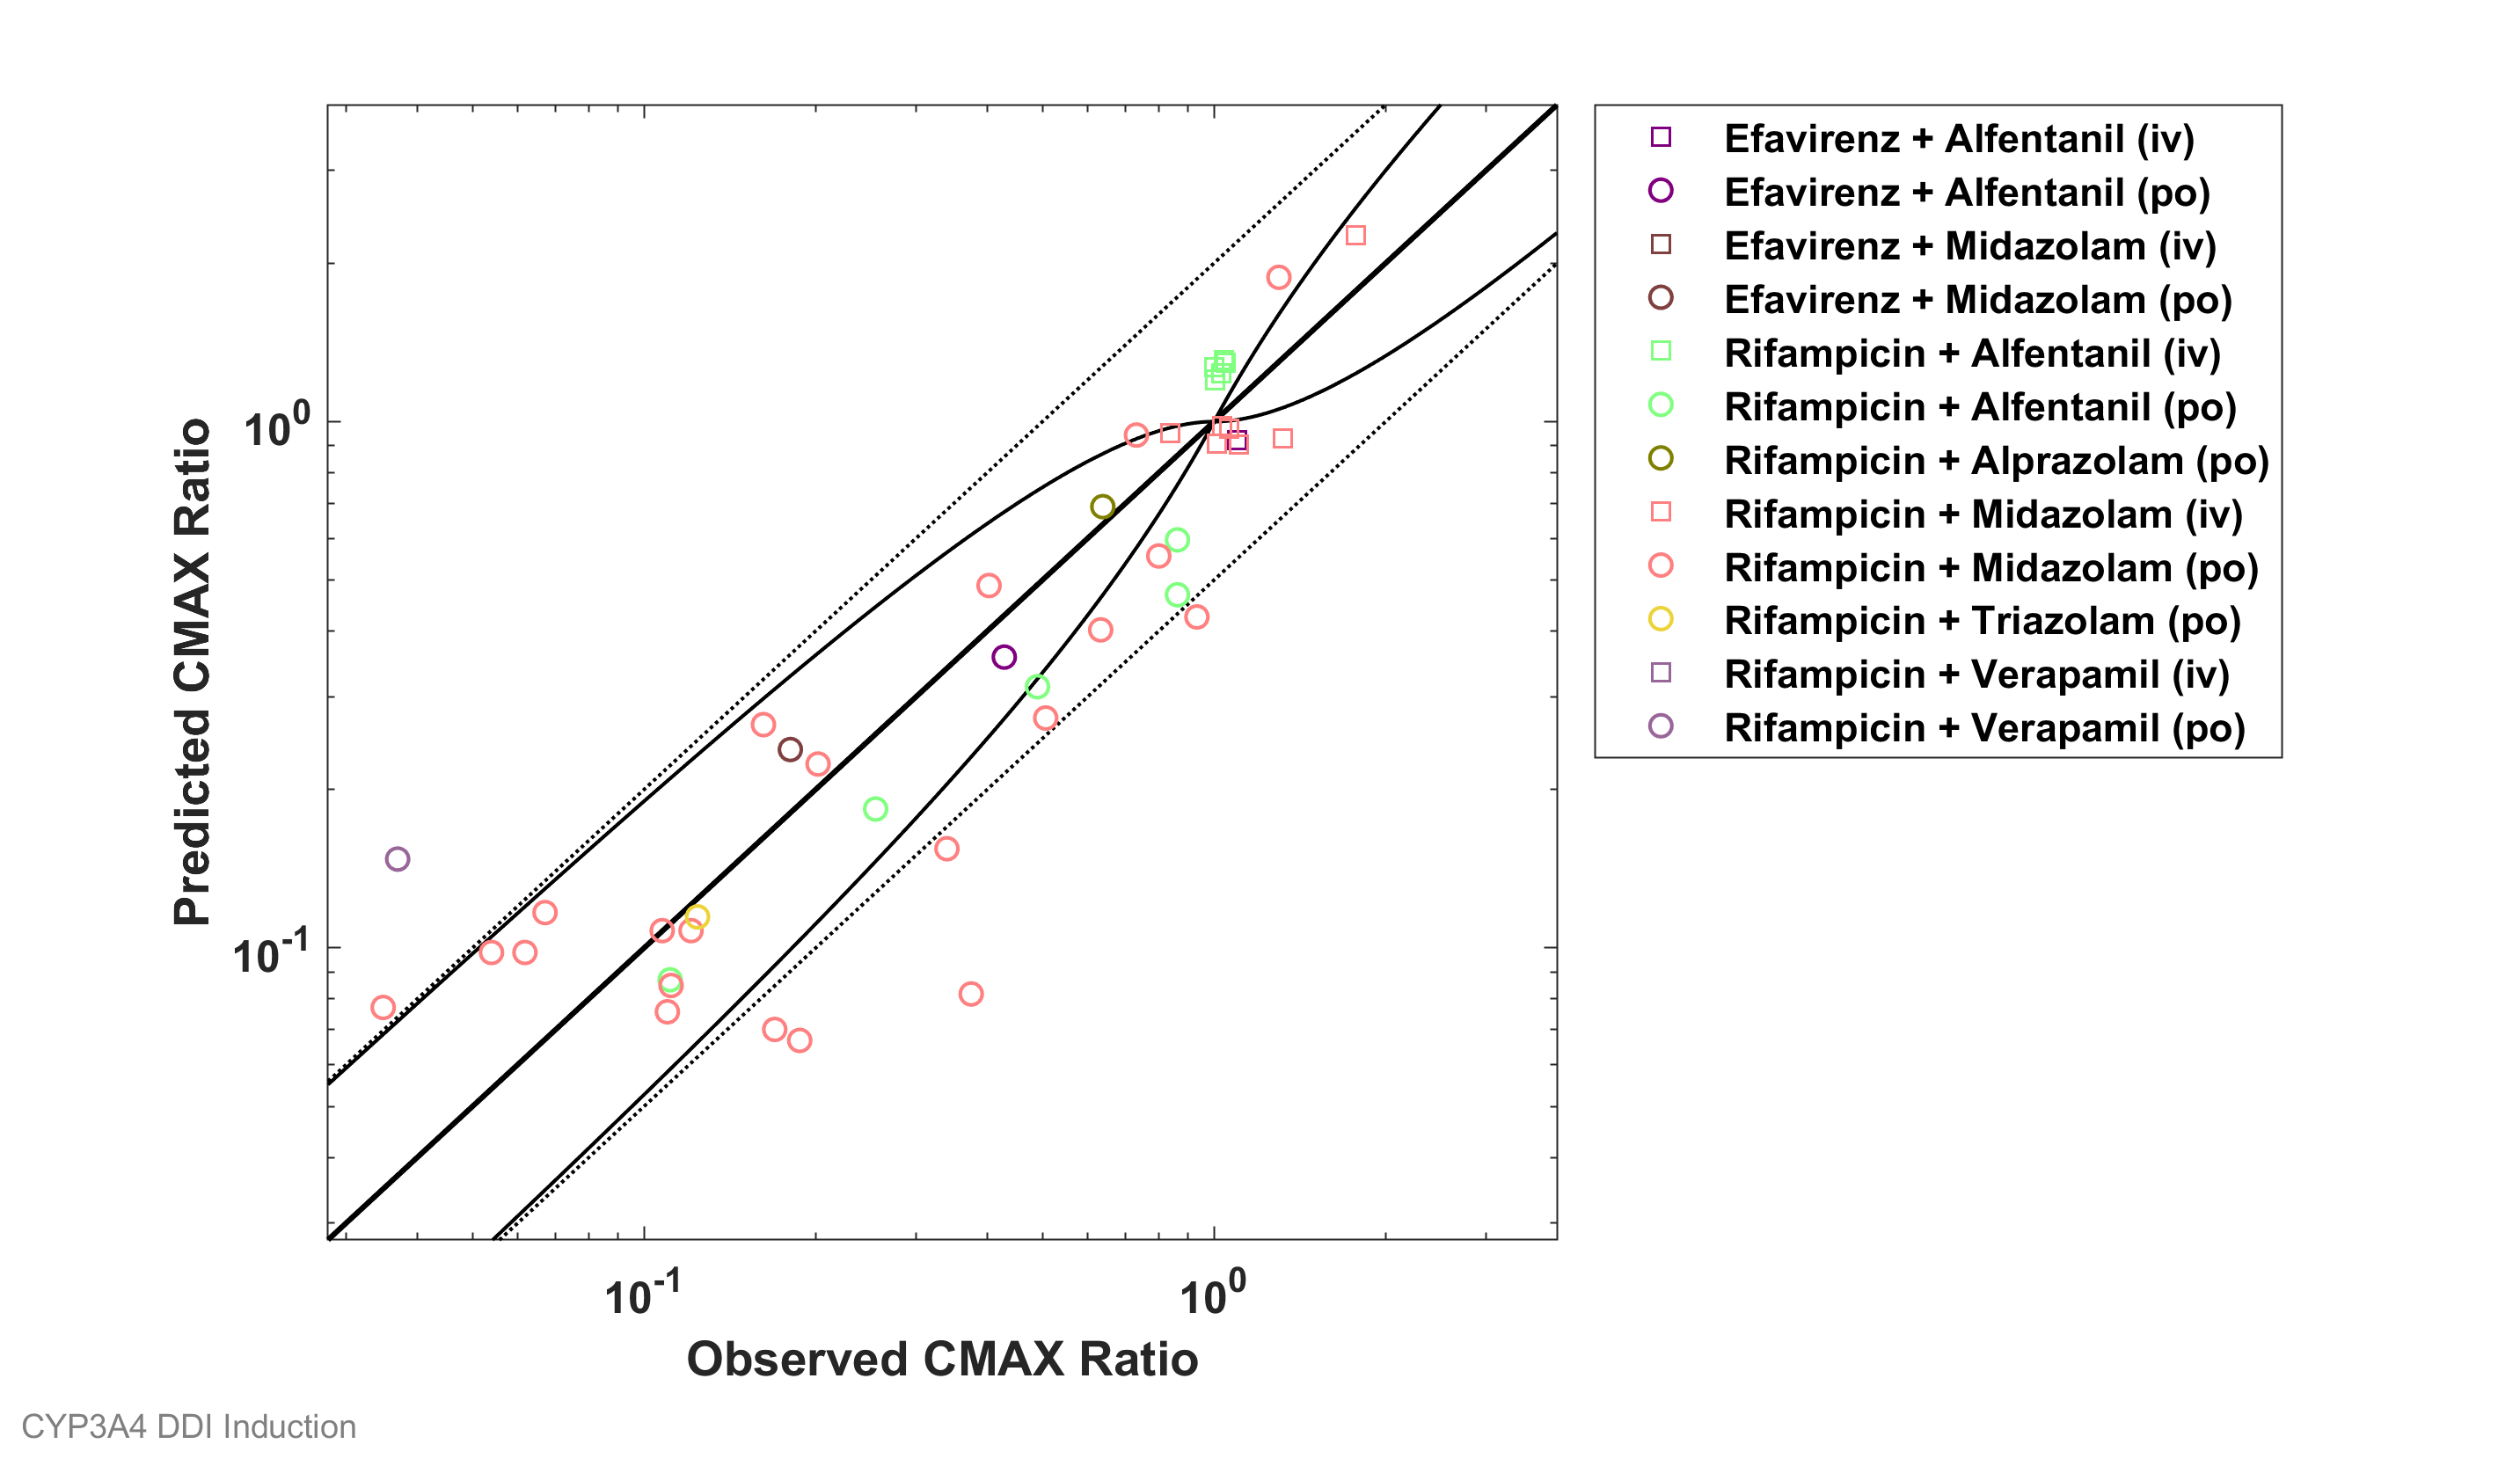 Efavirenz + Alfentanil (iv)
Efavirenz + Alfentanil (po)
Efavirenz + Midazolam (iv)
Efavirenz + Midazolam (po)
Rifampicin + Alfentanil (iv)
Rifampicin + Alfentanil (po)
Rifampicin + Alprazolam (po)
Rifampicin + Midazolam (iv)
Rifampicin + Midazolam (po)
Rifampicin + Triazolam (po)
Rifampicin + Verapamil (iv)
Rifampicin + Verapamil (po)
Predicted CMAX Ratio
10^0
10^-1
10^-1 10^0
Observed CMAX Ratio
CYP3A4 DDI Induction